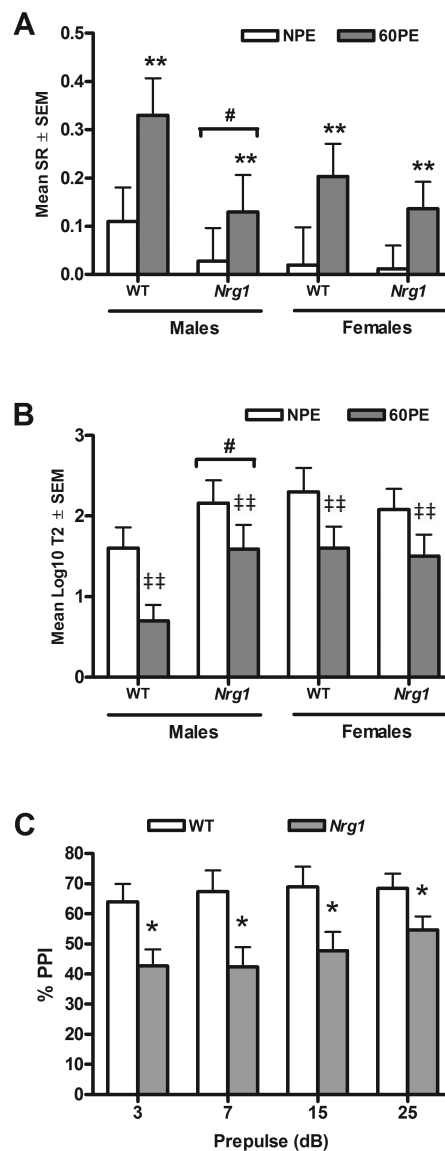 A
NPE 60PE
Mean SR ± SEM
0.5
0.4
0.3
0.2
0.1
0.0
** # ** ** **
WT Nrg1 WT Nrg1
Males Females
B
NPE 60PE
Mean Log10 T2 ± SEM
3
2
1
0
‡‡ # ‡‡ ‡‡ ‡‡
WT Nrg1 WT Nrg1
Males Females
C
WT Nrg1
% PPI
80
70
60
50
40
30
20
10
0
* * * *
3 7 15 25
Prepulse (dB)